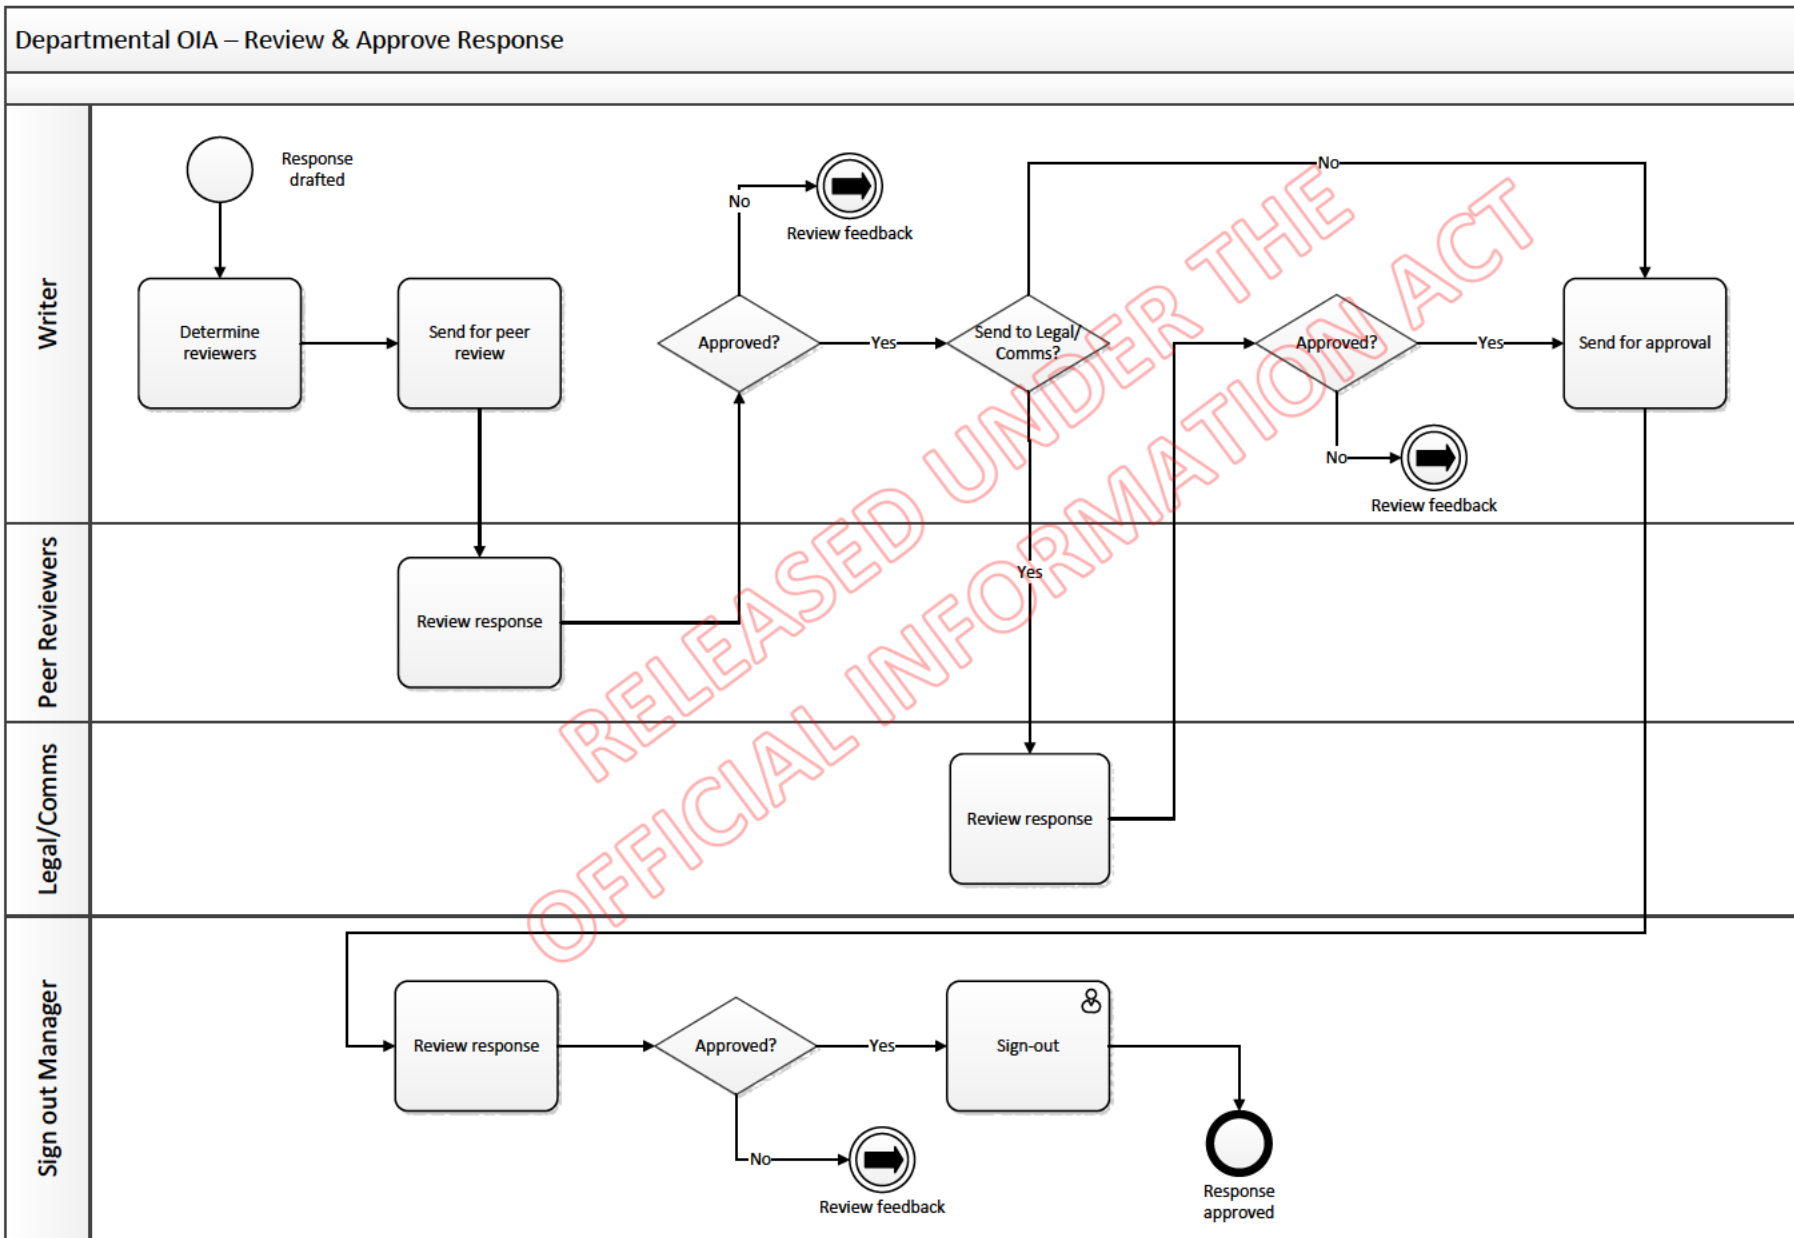 Departmental OIA – Review & Approve Response
Writer
Response
drafted
Determine
reviewers
Send for peer
review
Approved?
No
Review feedback
Yes
Send to Legal/
Comms?
No
Yes
Approved?
Yes
No
Review feedback
Send for approval
Peer Reviewers
Review response
Legal/Comms
Review response
Sign out Manager
Review response
Approved?
Yes
No
Review feedback
Sign-out
Response
approved
RELEASED UNDER THE
OFFICIAL INFORMATION ACT